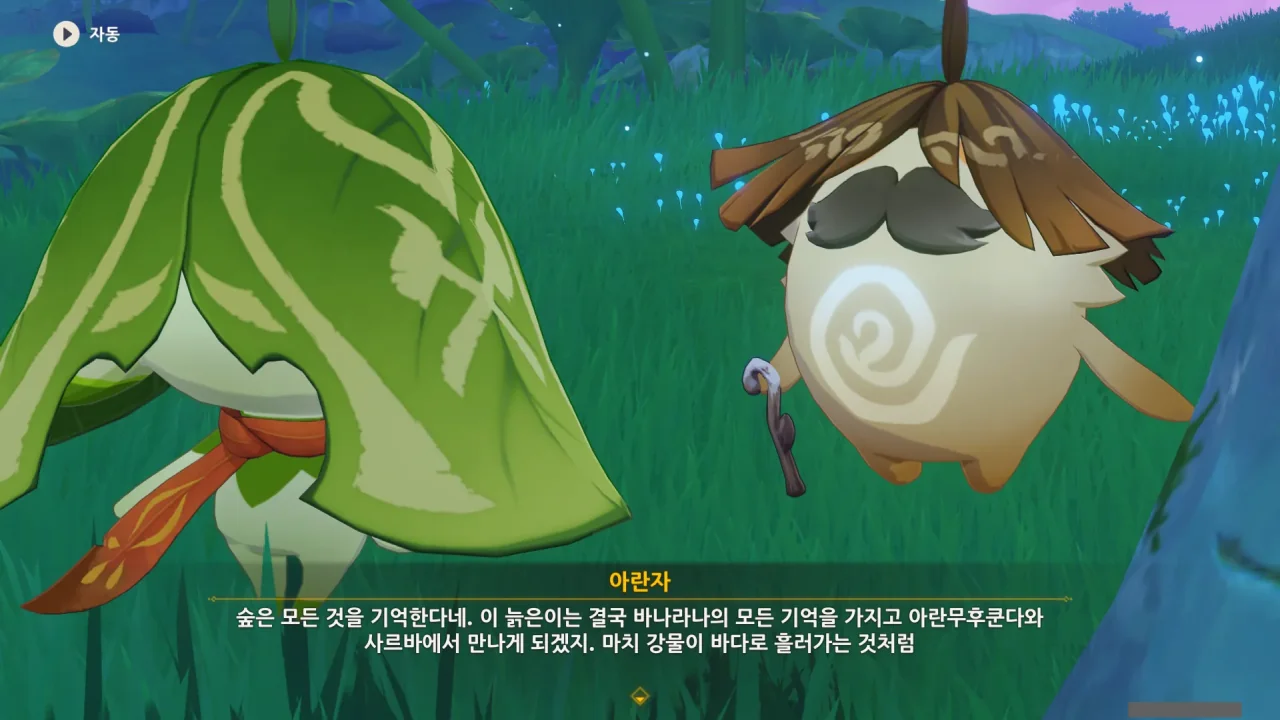 자동
아란자
숲은 모든 것을 기억한다네. 이 늙은이는 결국 바나라나의 모든 기억을 가지고 아란무후쿤다와
사르바에서 만나게 되겠지. 마치 강물이 바다로 흘러가는 것처럼